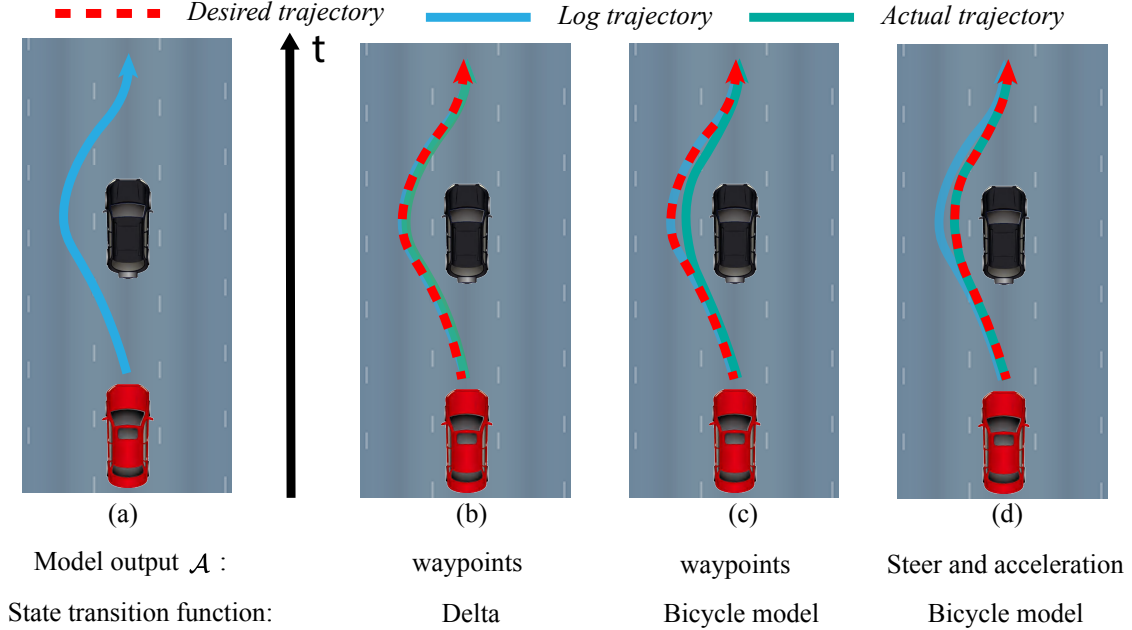 Desired trajectory Log trajectory Actual trajectory
t
(a) (b) (c) (d)
Model output 𝒜 : waypoints waypoints Steer and acceleration
State transition function: Delta Bicycle model Bicycle model